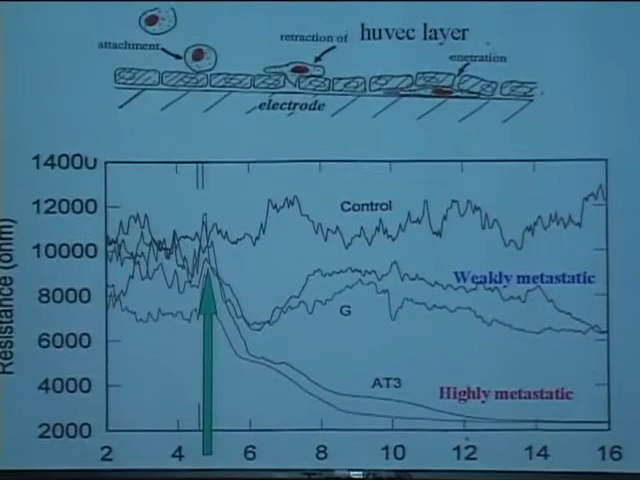 huvec layer
retraction of
attachment
enetration
electrode
1400
12000
10000
8000
6000
4000
2000
Resistance (ohm)
Control
Weakly metastatic
G
AT3
Highly metastatic
2 4 6 8 10 12 14 16